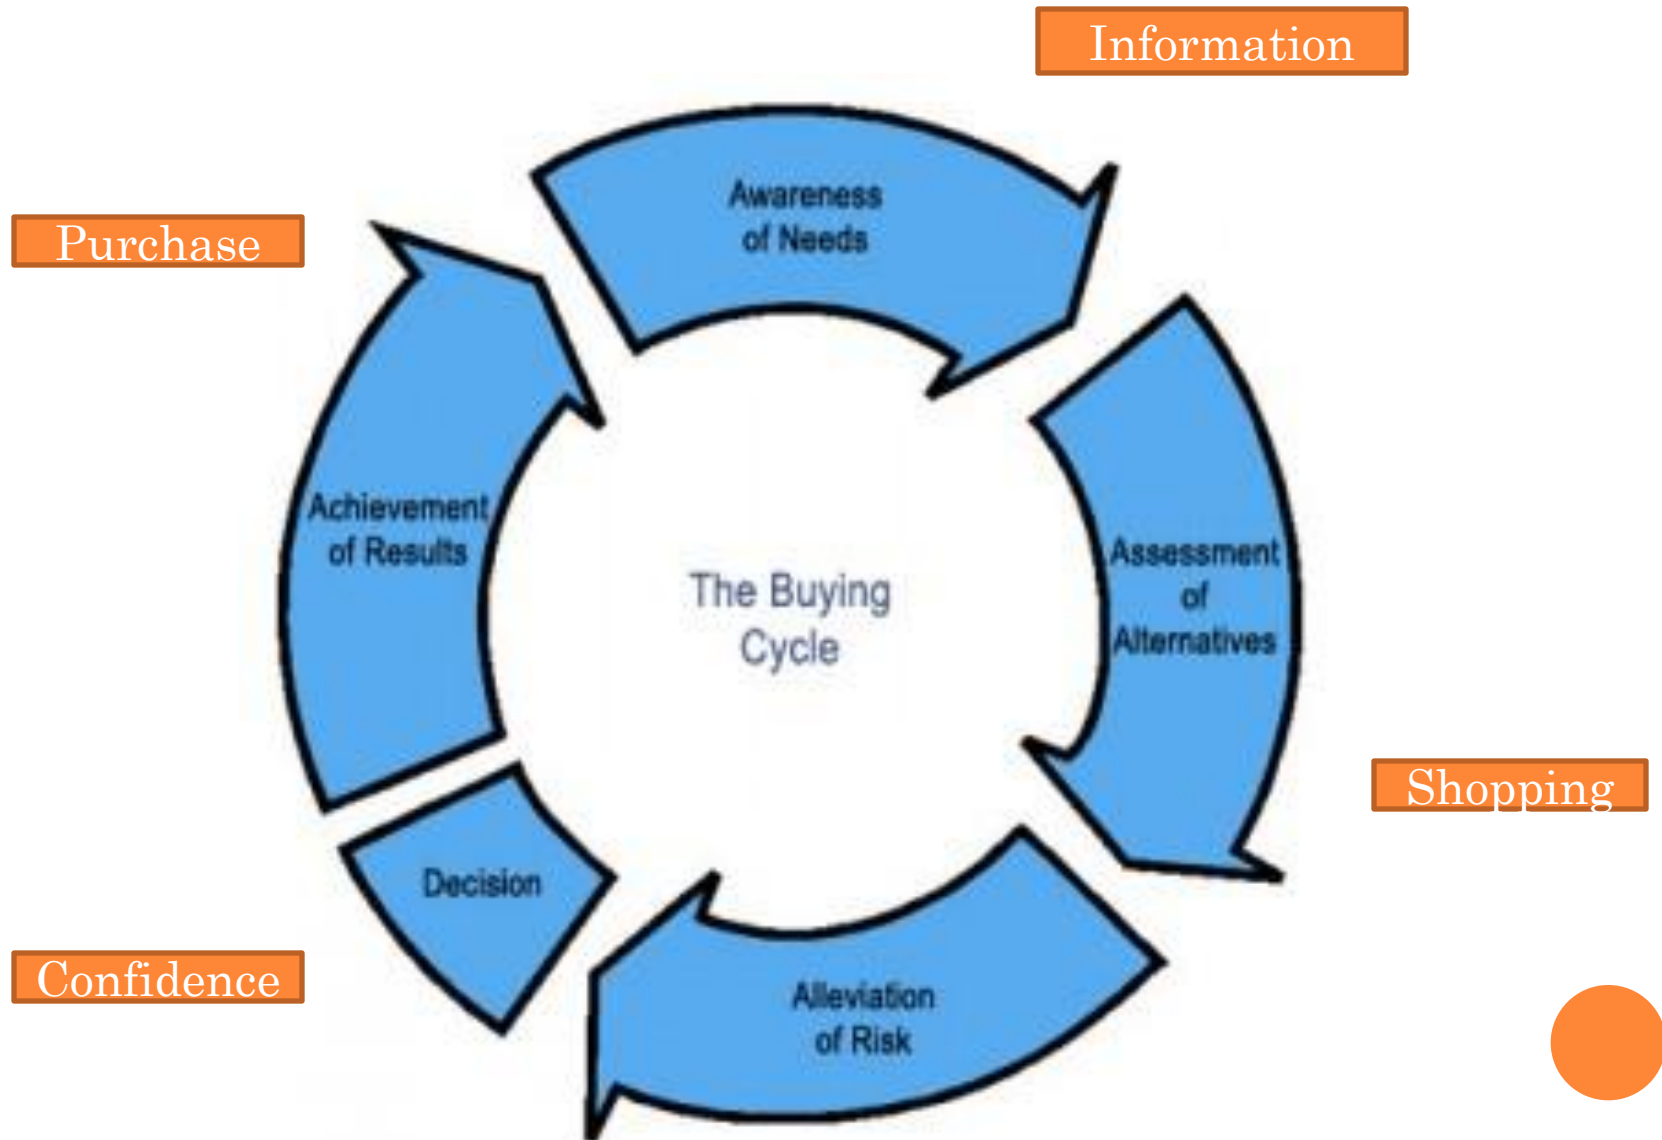 Information
Awareness
of Needs
Purchase
Achievement
of Results
The Buying
Cycle
Assessment
of
Alternatives
Shopping
Decision
Confidence
Alleviation
of Risk